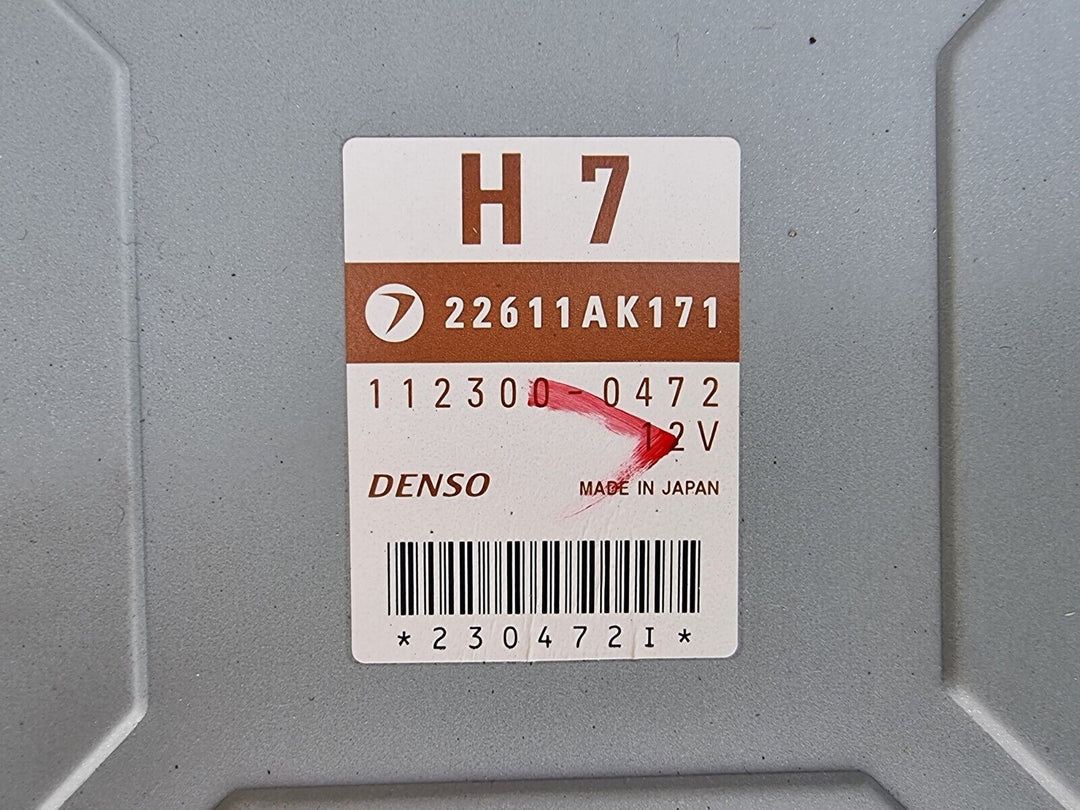 H 7
22611AK171
112300-0472
12V
DENSO MADE IN JAPAN
*230472I*